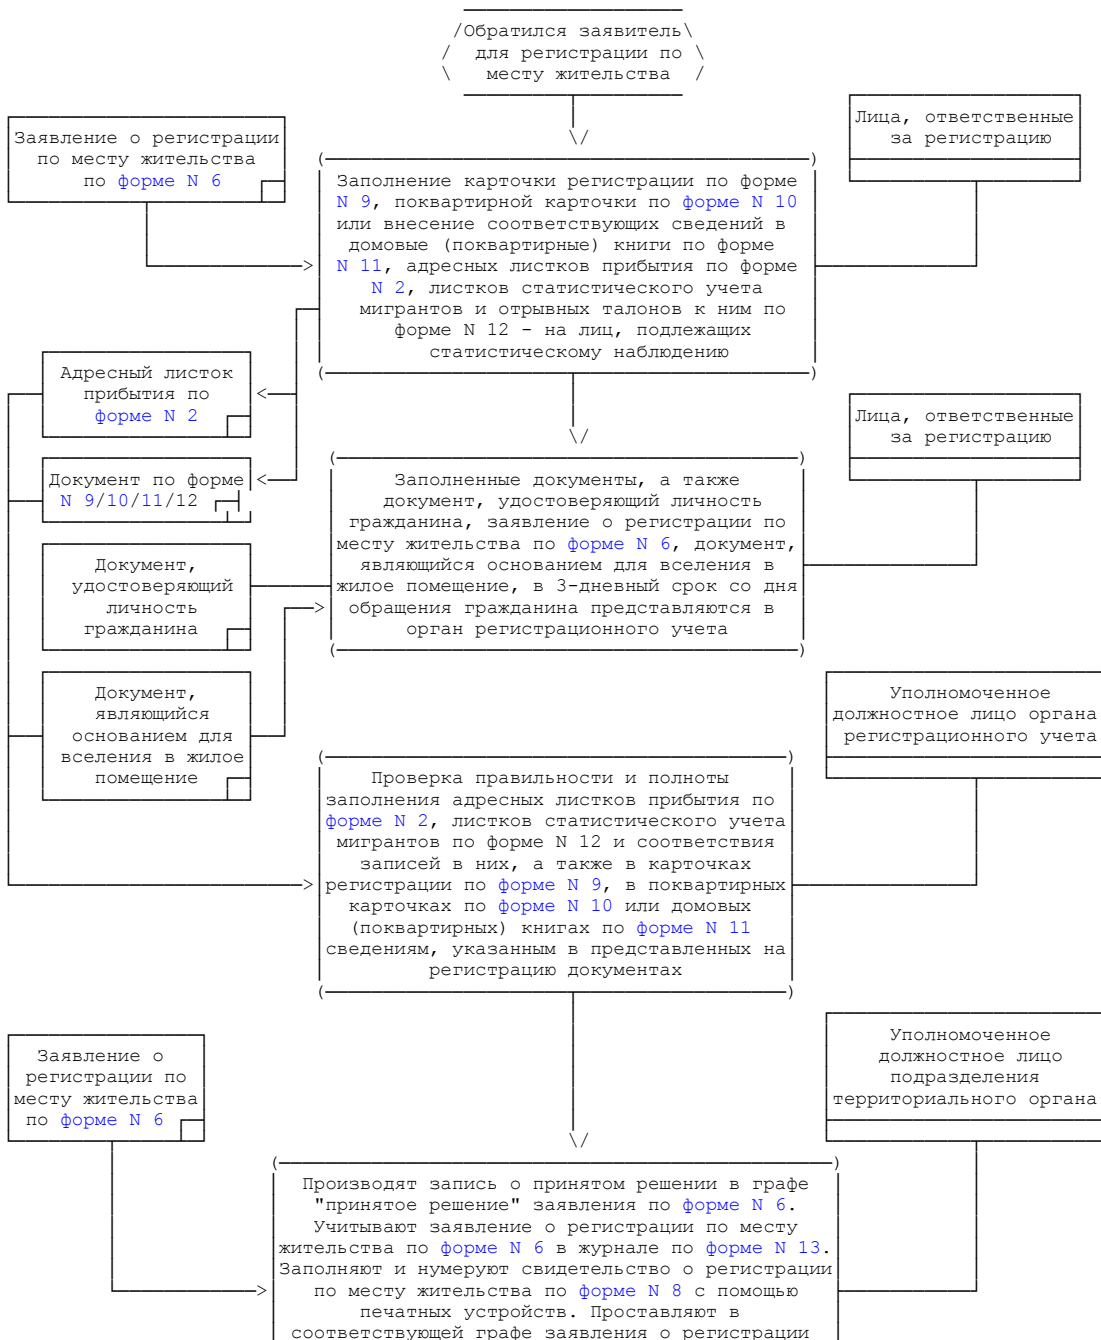 Обратился заявитель
для регистрации по
месту жительства
Заявление о регистрации
по месту жительства
по форме N 6
Лица, ответственные
за регистрацию
Заполнение карточки регистрации по форме
N 9, поквартирной карточки по форме N 10
или внесение соответствующих сведений в
домовые (поквартирные) книги по форме
N 11, адресных листков прибытия по форме
N 2, листков статистического учета
мигрантов и отрывных талонов к ним по
форме N 12 - на лиц, подлежащих
статистическому наблюдению
Адресный листок
прибытия по
форме N 2
Лица, ответственные
за регистрацию
Документ по форме
N 9/10/11/12
Заполненные документы, а также
документ, удостоверяющий личность
гражданина, заявление о регистрации по
месту жительства по форме N 6, документ,
являющийся основанием для вселения в
жилое помещение, в 3-дневный срок со дня
обращения гражданина представляются в
орган регистрационного учета
Документ,
удостоверяющий
личность
гражданина
Документ,
являющийся
основанием для
вселения в жилое
помещение
Уполномоченное
должностное лицо органа
регистрационного учета
Проверка правильности и полноты
заполнения адресных листков прибытия по
форме N 2, листков статистического учета
мигрантов по форме N 12 и соответствия
записей в них, а также в карточках
регистрации по форме N 9, в поквартирных
карточках по форме N 10 или домовых
(поквартирных) книгах по форме N 11
сведениям, указанным в представленных на
регистрацию документах
Заявление о
регистрации по
месту жительства
по форме N 6
Уполномоченное
должностное лицо
подразделения
территориального органа
Производят запись о принятом решении в графе
"принятое решение" заявления по форме N 6.
Учитывают заявление о регистрации по месту
жительства по форме N 6 в журнале по форме N 13.
Заполняют и нумеруют свидетельство о регистрации
по месту жительства по форме N 8 с помощью
печатных устройств. Проставляют в
соответствующей графе заявления о регистрации